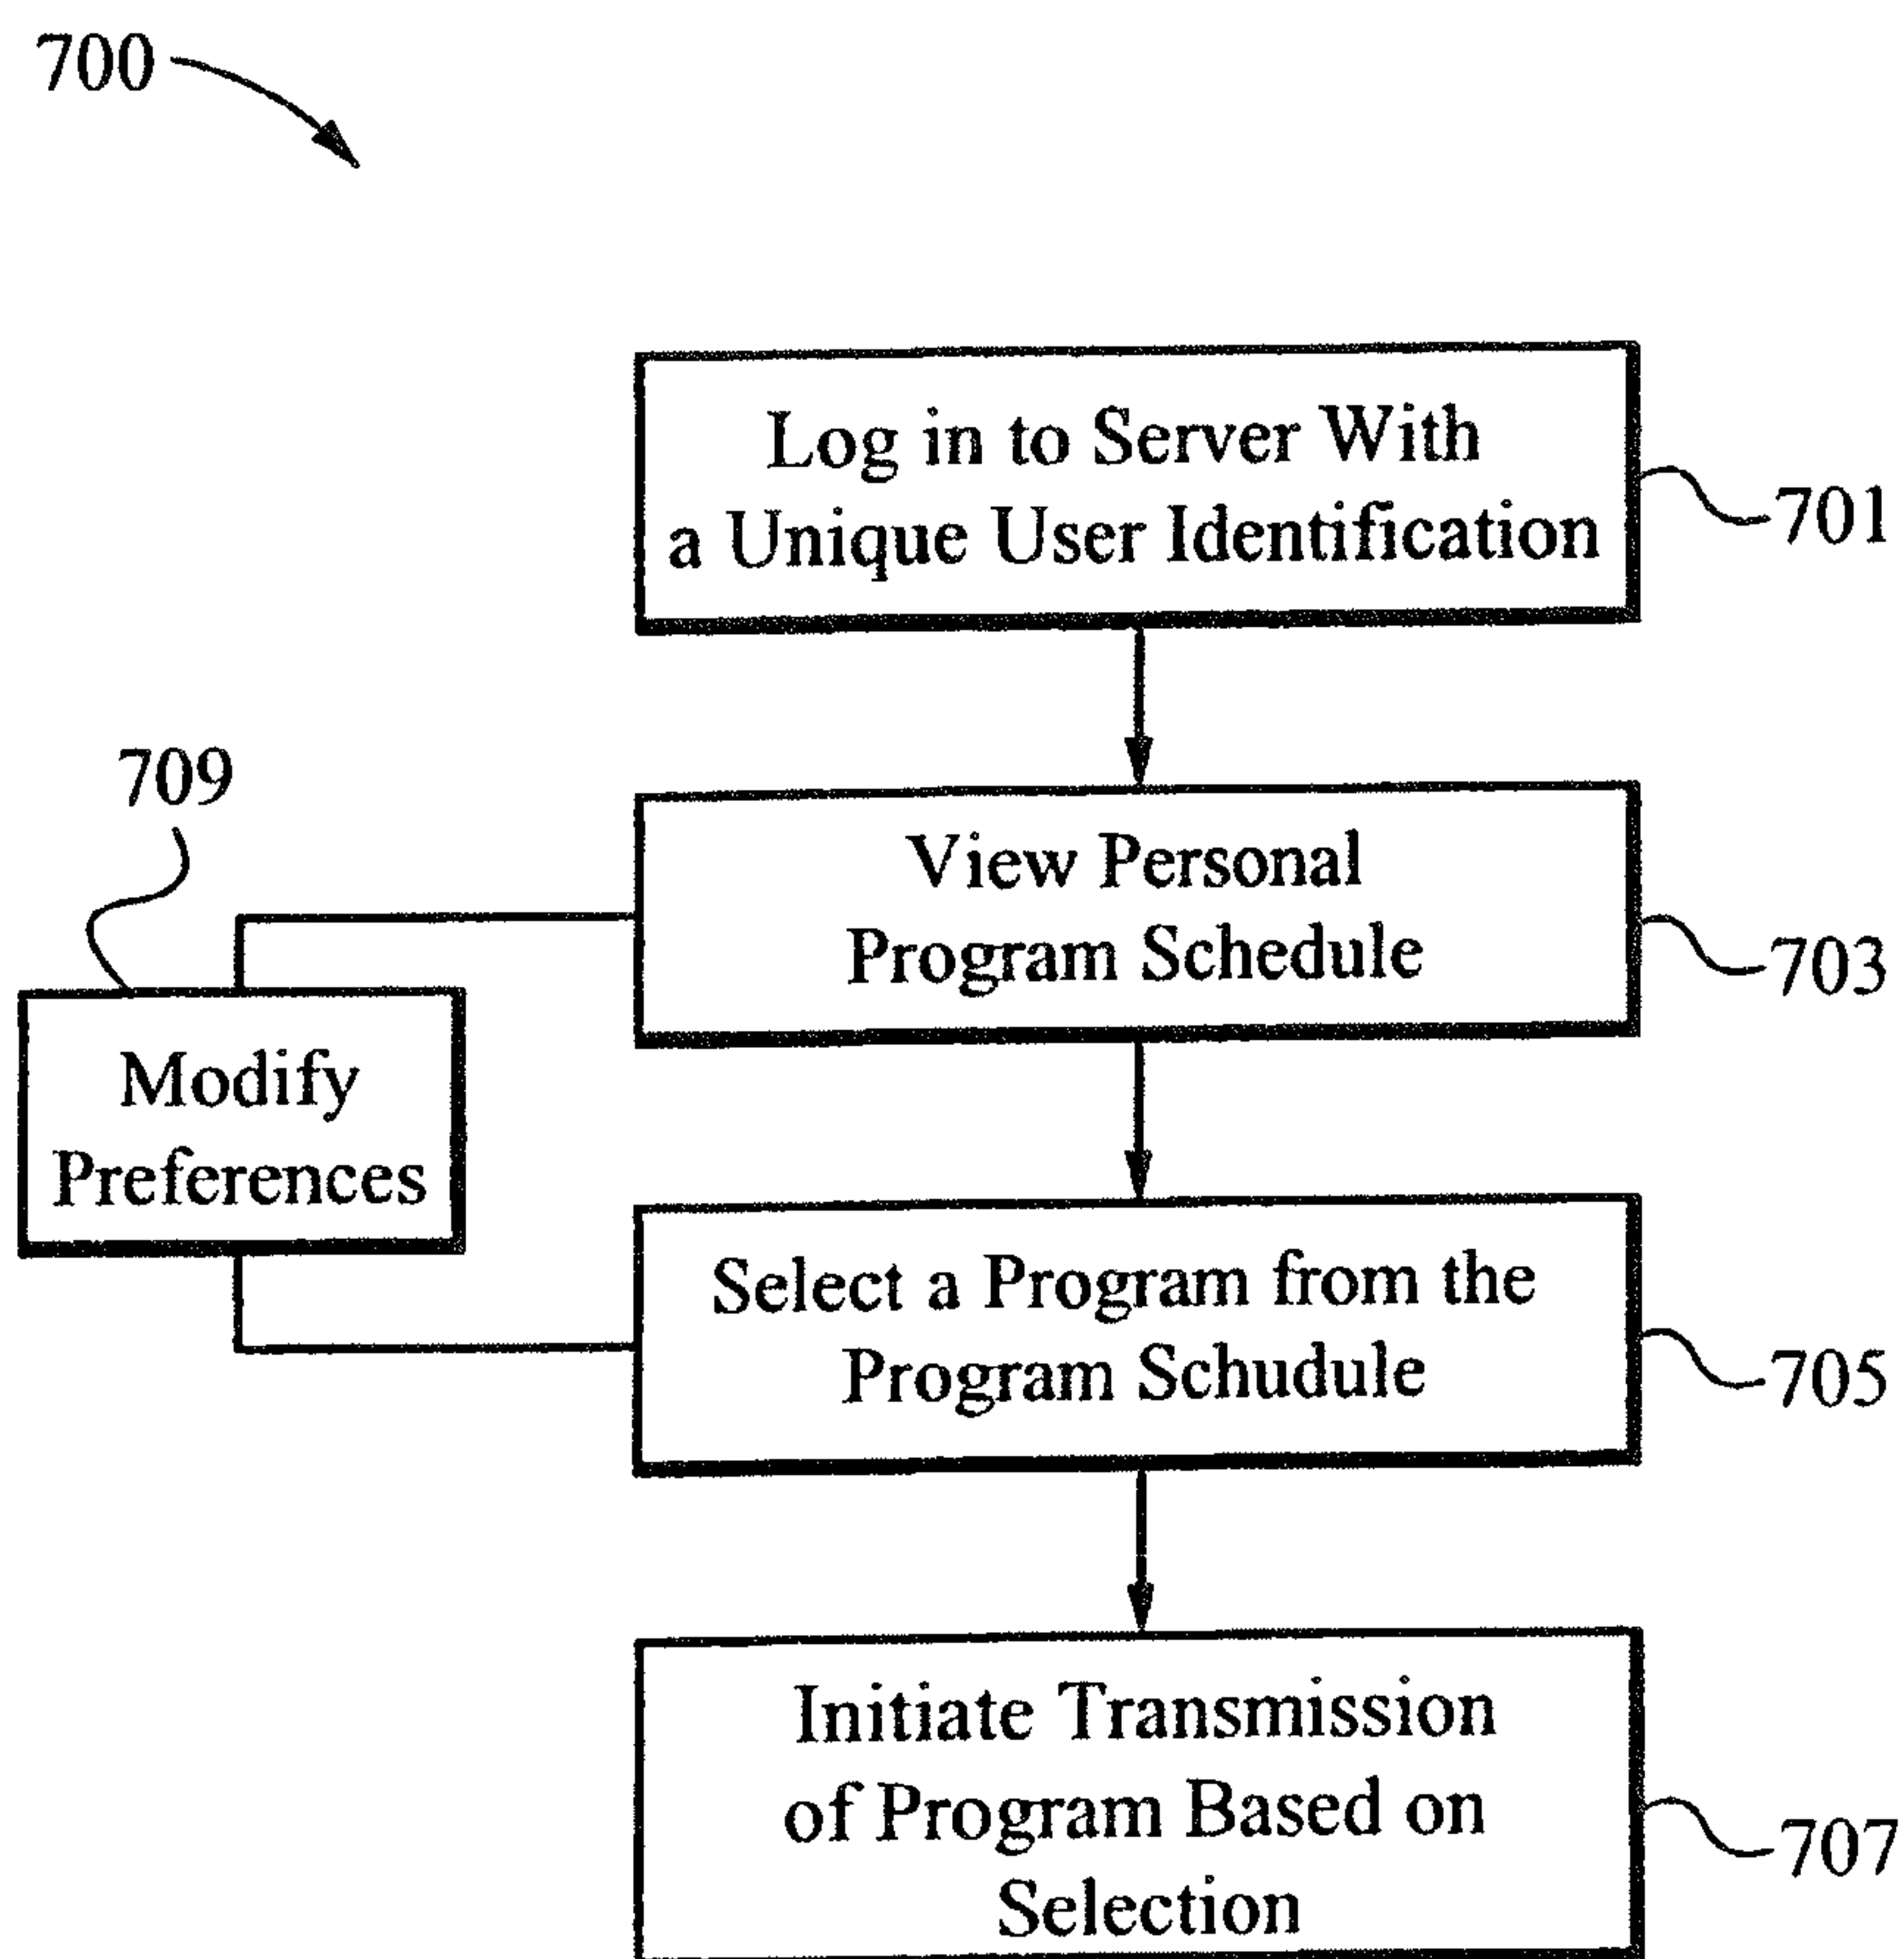 700
Log in to Server With
a Unique User Identification
701
709
View Personal
Program Schedule
703
Modify
Preferences
Select a Program from the
Program Schudule
705
Initiate Transmission
of Program Based on
Selection
707